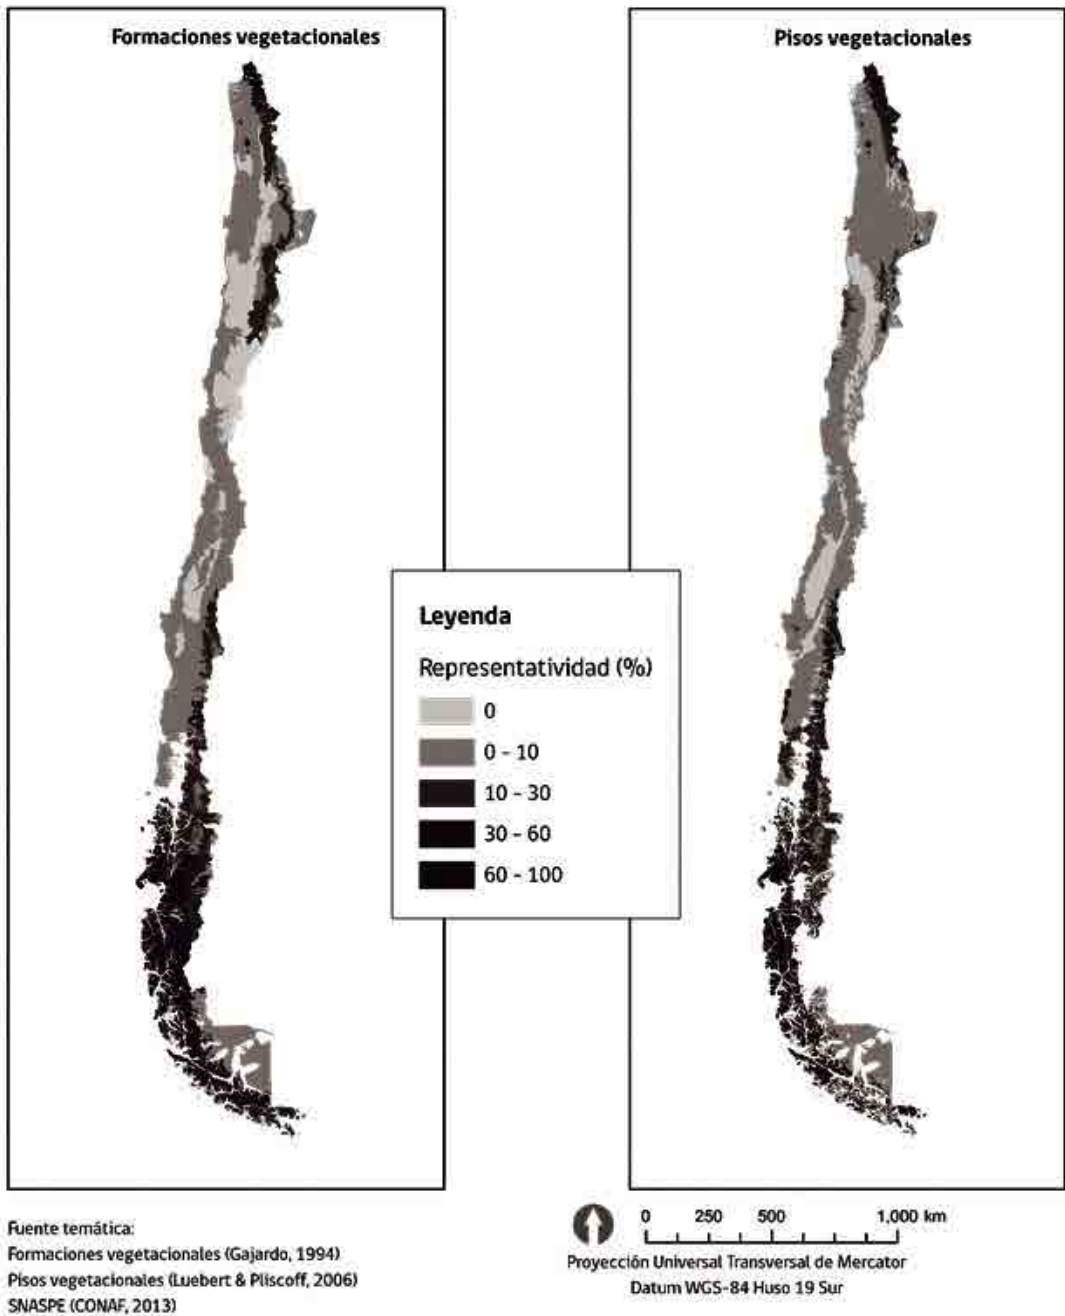 Formaciones vegetacionales
Pisos vegetacionales
Leyenda
Representatividad (%)
0
0 - 10
10 - 30
30 - 60
60 - 100
Fuente temática:
Formaciones vegetacionales (Gajardo, 1994)
Pisos vegetacionales (Luebert & Pliscoff, 2006)
SNASPE (CONAF, 2013)
0 250 500 1,000 km
Proyección Universal Transversal de Mercator
Datum WGS-84 Huso 19 Sur